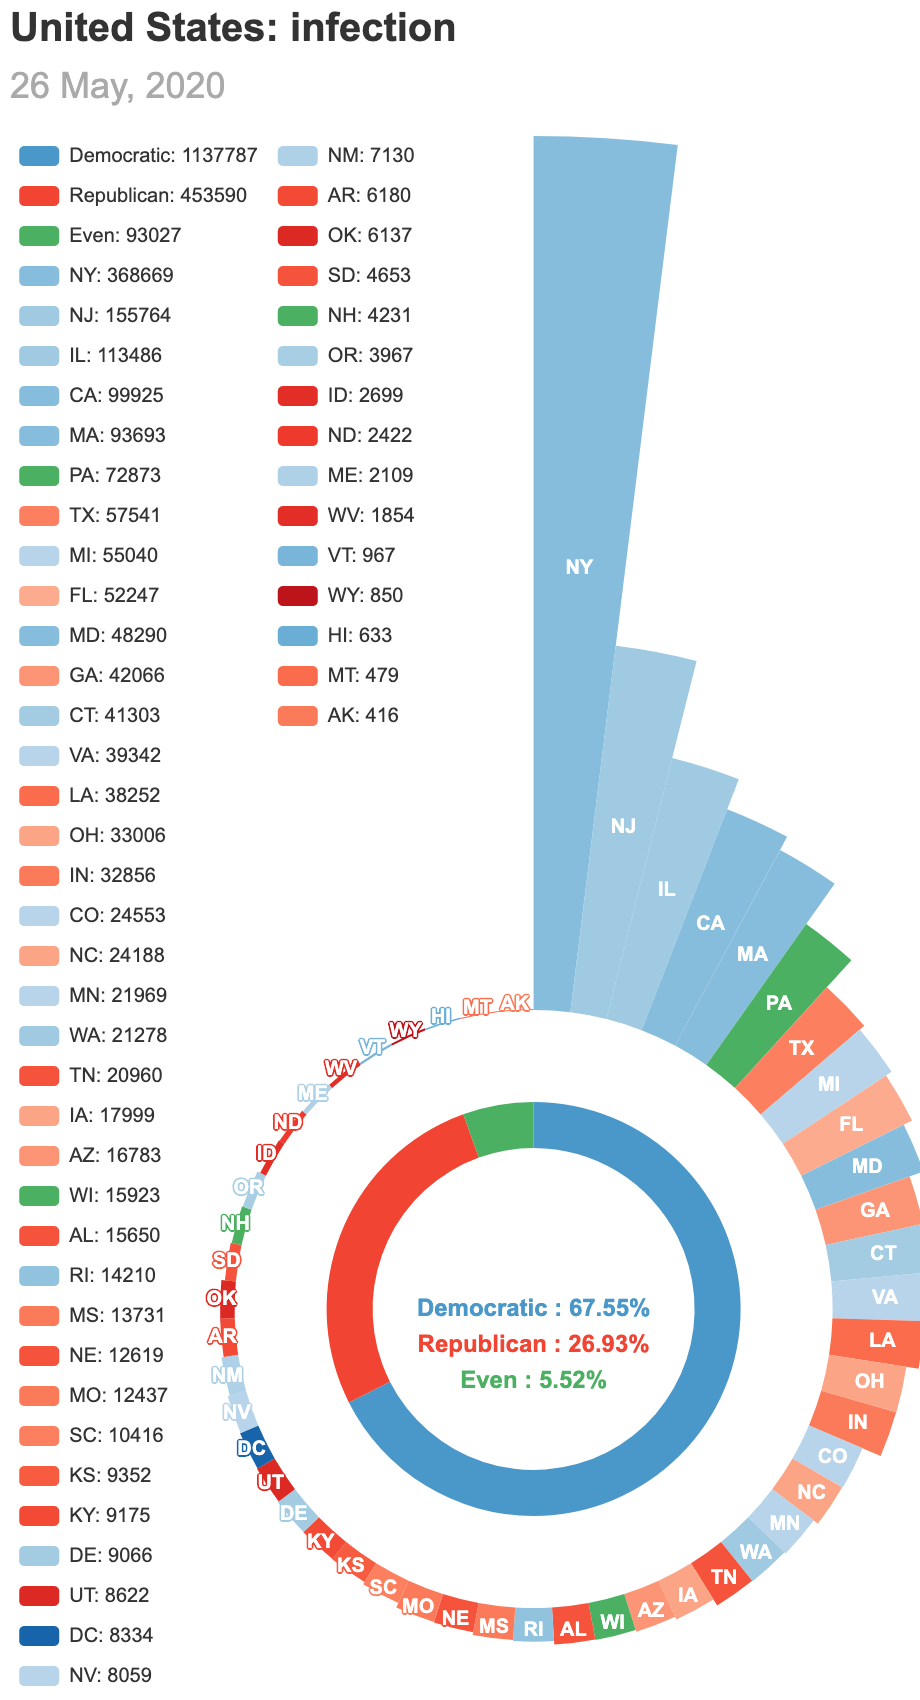 United States: infection
26 May, 2020
Democratic: 1137787
Republican: 453590
Even: 93027
NY: 368669
NJ: 155764
IL: 113486
CA: 99925
MA: 93693
PA: 72873
TX: 57541
MI: 55040
FL: 52247
MD: 48290
GA: 42066
CT: 41303
VA: 39342
LA: 38252
OH: 33006
IN: 32856
CO: 24553
NC: 24188
MN: 21969
WA: 21278
TN: 20960
IA: 17999
AZ: 16783
WI: 15923
AL: 15650
RI: 14210
MS: 13731
NE: 12619
MO: 12437
SC: 10416
KS: 9352
KY: 9175
DE: 9066
UT: 8622
DC: 8334
NV: 8059
NM: 7130
AR: 6180
OK: 6137
SD: 4653
NH: 4231
OR: 3967
ID: 2699
ND: 2422
ME: 2109
WV: 1854
VT: 967
WY: 850
HI: 633
MT: 479
AK: 416
NY
NJ
IL
CA
MA
PA
TX
MI
FL
MD
GA
CT
VA
LA
OH
IN
CO
NC
MN
WA
TN
IA
AZ
WI
AL
RI
MS
NE
MO
SC
KS
KY
DE
UT
DC
NV
NM
AR
OK
SD
NH
OR
ID
ND
ME
WV
VT
WY
HI
MT
AK
Democratic : 67.55%
Republican : 26.93%
Even : 5.52%